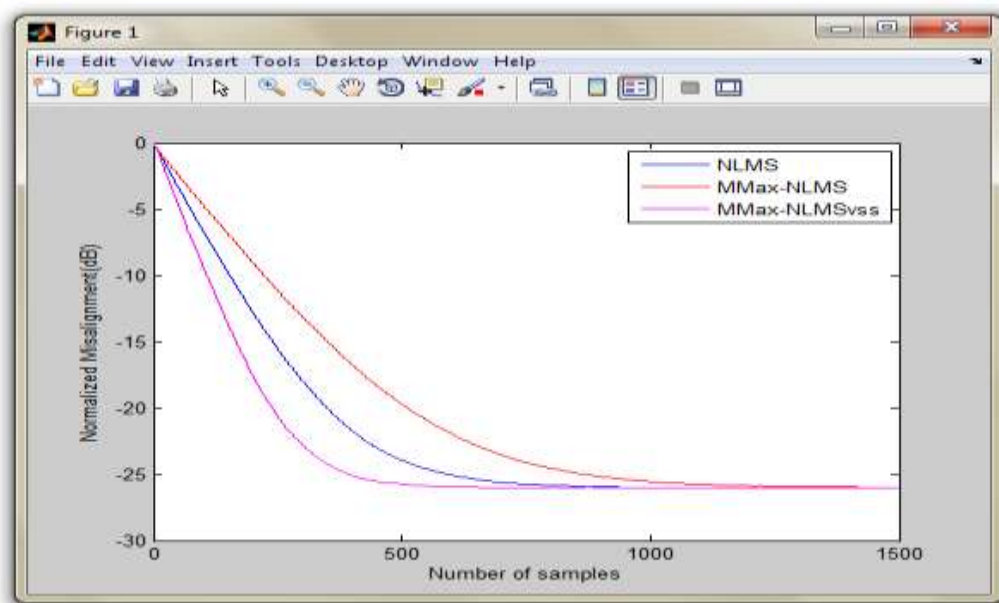 Figure 1
File Edit View Insert Tools Desktop Window Help
0
-5
-10
-15
-20
-25
-30
Normalized Misalignment(dB)
NLMS
MMax-NLMS
MMax-NLMSvss
0 500 1000 1500
Number of samples